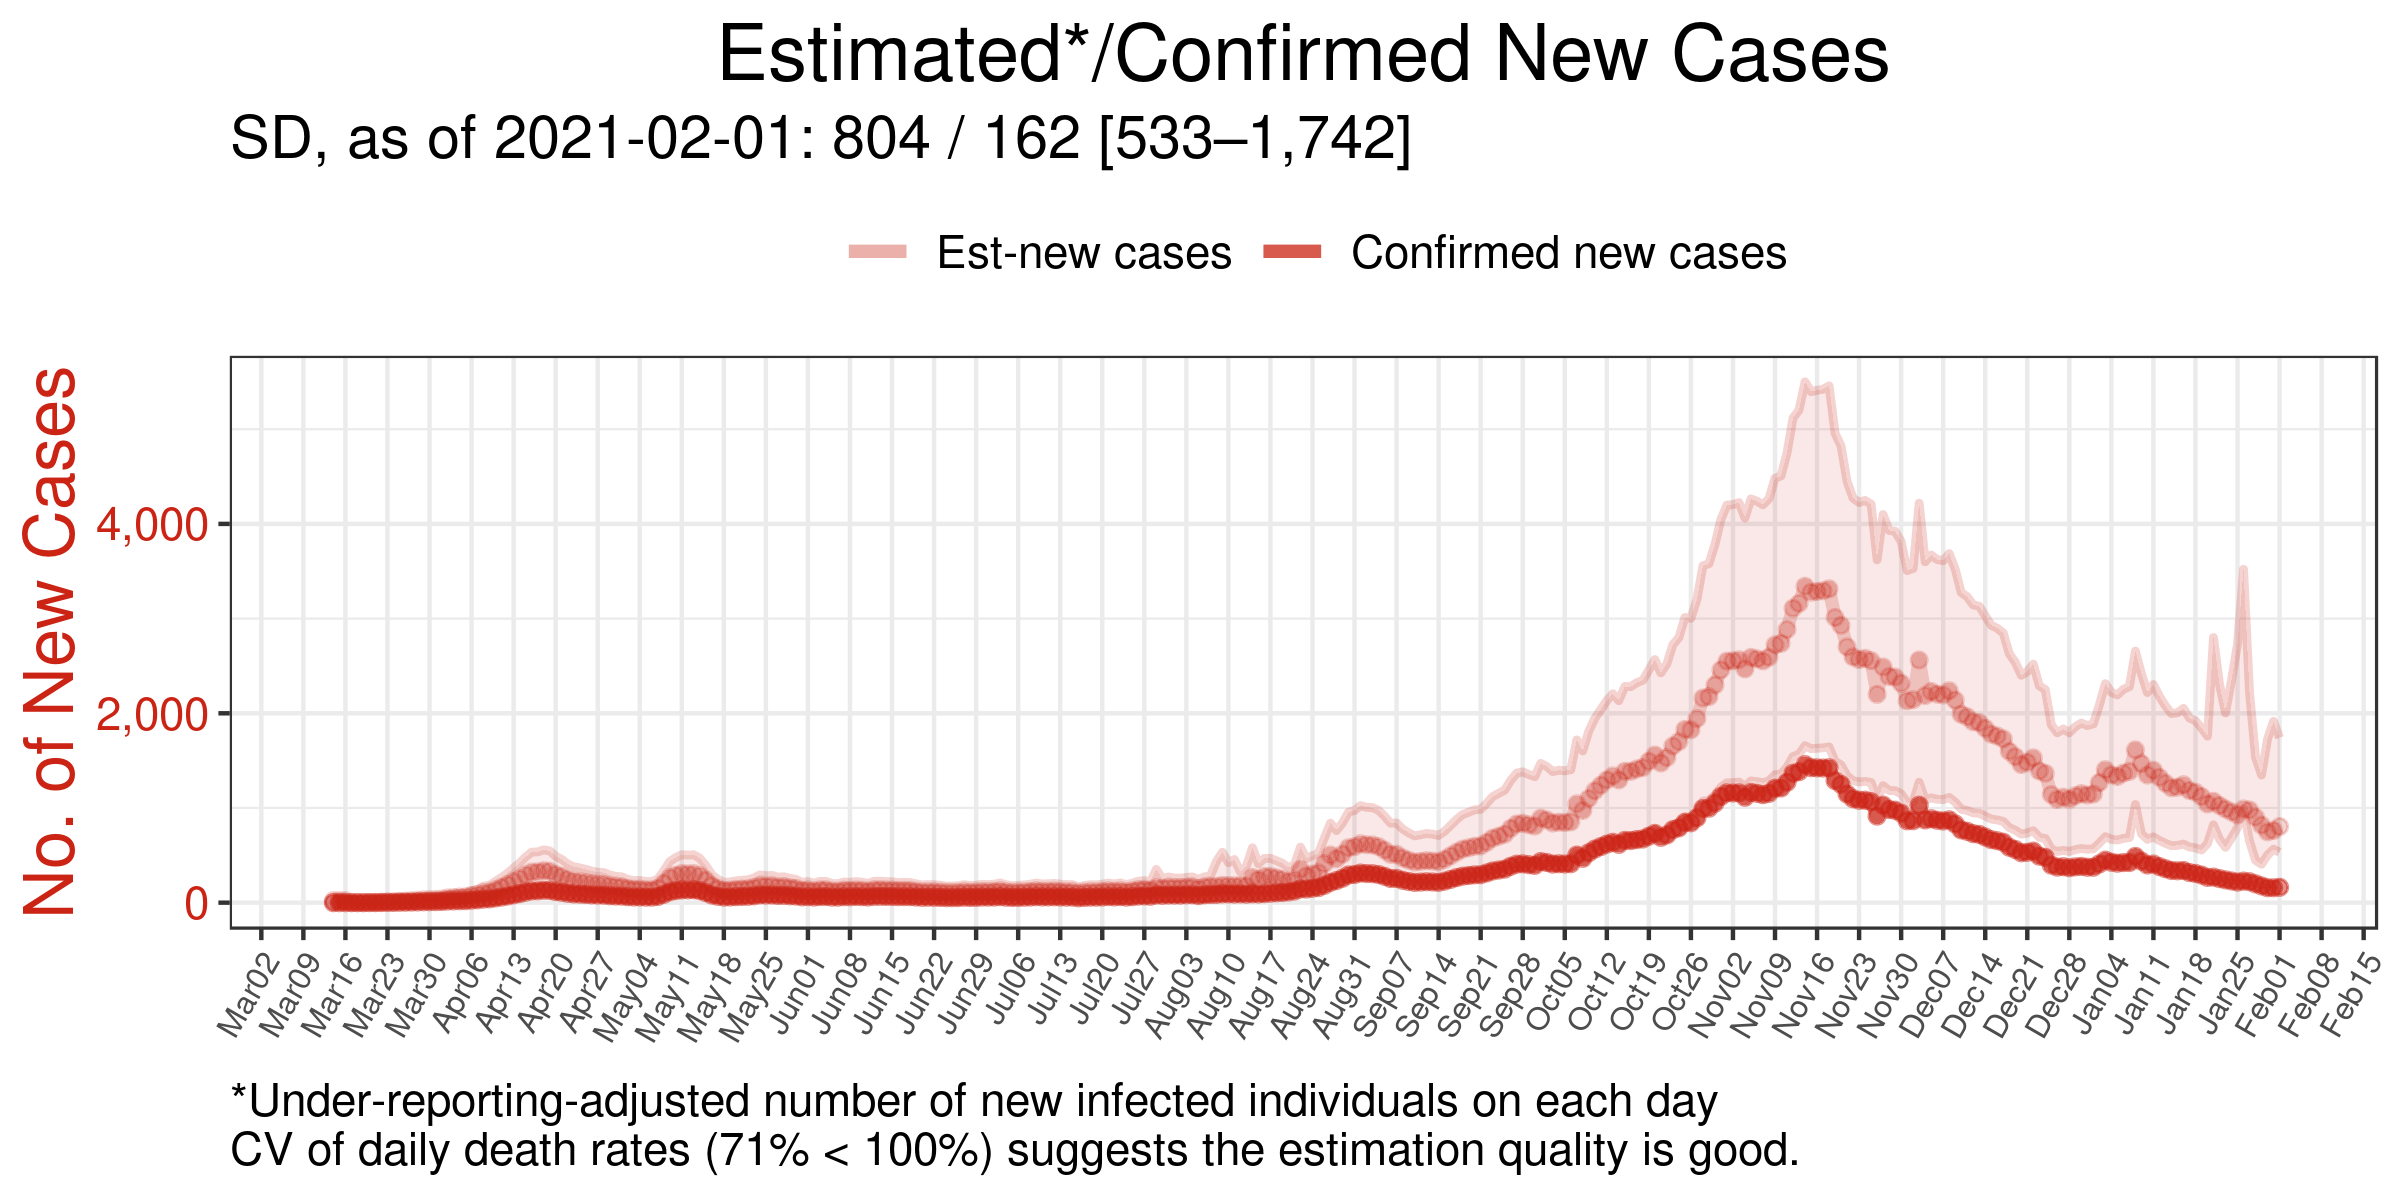 Estimated*/Confirmed New Cases
SD, as of 2021-02-01: 804 / 162 [533–1,742]
Est-new cases Confirmed new cases
No. of New Cases
4,000
2,000
0
Mar02 Mar09 Mar16 Mar23 Mar30 Apr06 Apr13 Apr20 Apr27 May04 May11 May18 May25 Jun01 Jun08 Jun15 Jun22 Jun29 Jul06 Jul13 Jul20 Jul27 Aug03 Aug10 Aug17 Aug24 Aug31 Sep07 Sep14 Sep21 Sep28 Oct05 Oct12 Oct19 Oct26 Nov02 Nov09 Nov16 Nov23 Nov30 Dec07 Dec14 Dec21 Dec28 Jan04 Jan11 Jan18 Jan25 Feb01 Feb08 Feb15
*Under-reporting-adjusted number of new infected individuals on each day
CV of daily death rates (71% < 100%) suggests the estimation quality is good.